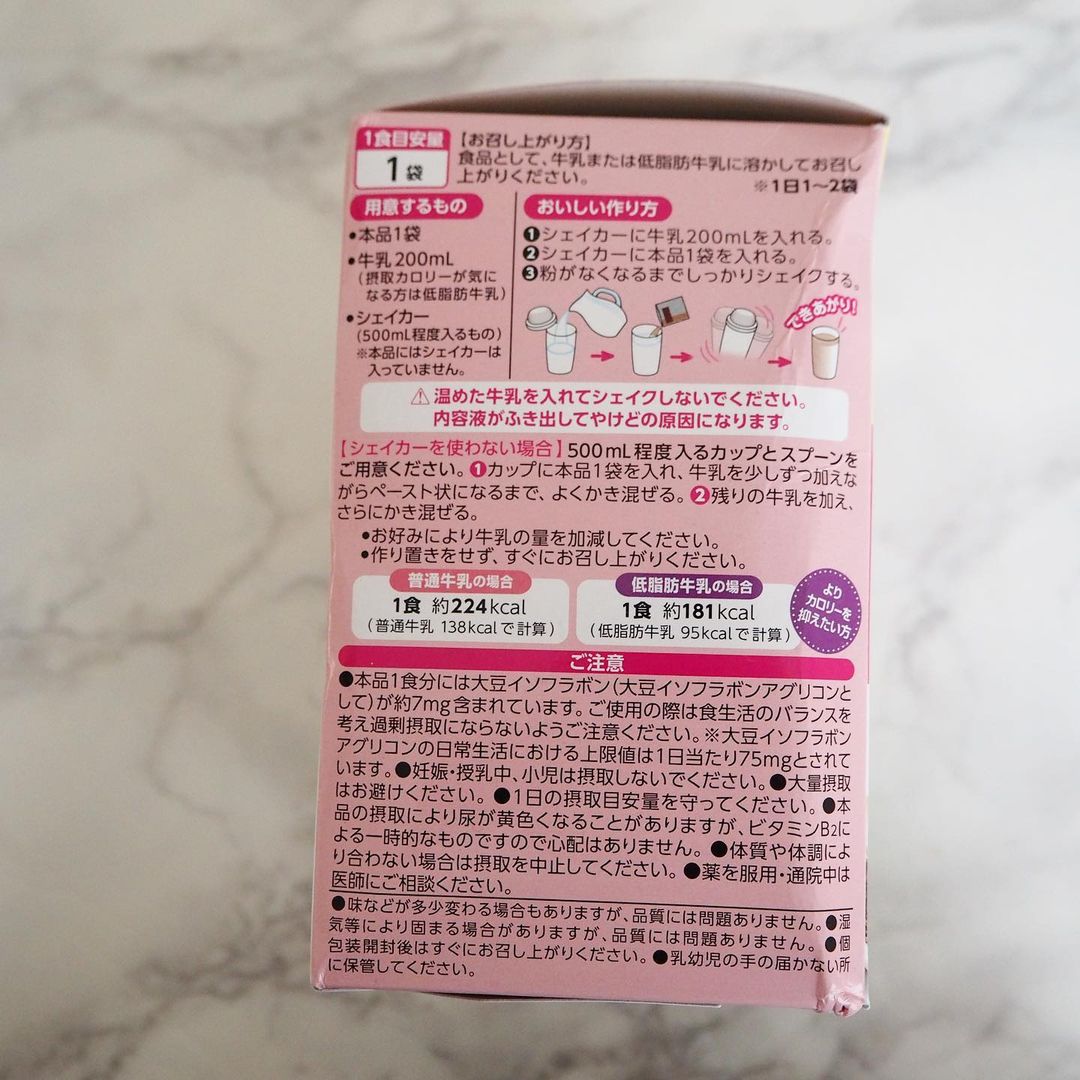 1食目安量
1袋
【お召し上がり方】
食品として、牛乳または低脂肪牛乳に溶かしてお召し
上がりください。
※1日1〜2袋
用意するもの
•本品1袋
•牛乳200mL
(摂取カロリーが気に
なる方は低脂肪牛乳)
•シェイカー
(500mL程度入るもの)
※本品にはシェイカーは
入っていません。
おいしい作り方
❶シェイカーに牛乳200mLを入れる。
❷シェイカーに本品1袋を入れる。
❸粉がなくなるまでしっかりシェイクする。
できあがり!
⚠温めた牛乳を入れてシェイクしないでください。
内容液がふき出してやけどの原因になります。
【シェイカーを使わない場合】500mL程度入るカップとスプーンを
ご用意ください。❶カップに本品1袋を入れ、牛乳を少しずつ加えな
がらペースト状になるまで、よくかき混ぜる。❷残りの牛乳を加え、
さらにかき混ぜる。
•お好みにより牛乳の量を加減してください。
•作り置きをせず、すぐにお召し上がりください。
普通牛乳の場合
1食 約224kcal
(普通牛乳 138kcalで計算)
低脂肪牛乳の場合
1食 約181kcal
(低脂肪牛乳 95kcalで計算)
より
カロリーを
抑えたい方
ご注意
●本品1食分には大豆イソフラボン(大豆イソフラボンアグリコンと
して)が約7mg含まれています。ご使用の際は食生活のバランスを
考え過剰摂取にならないようご注意ください。※大豆イソフラボン
アグリコンの日常生活における上限値は1日当たり75mgとされて
います。●妊娠・授乳中、小児は摂取しないでください。●大量摂取
はお避けください。●1日の摂取目安量を守ってください。●本
品の摂取により尿が黄色くなることがありますが、ビタミンB₂に
よる一時的なものですので心配はありません。●体質や体調によ
り合わない場合は摂取を中止してください。●薬を服用・通院中は
医師にご相談ください。
●味などが多少変わる場合もありますが、品質には問題ありません。●湿
気等により固まる場合がありますが、品質には問題ありません。●個
包装開封後はすぐにお召し上がりください。●乳幼児の手の届かない所
に保管してください。